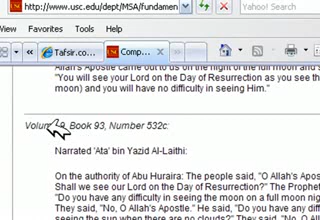 http://www.usc.edu/dept/MSA/fundamen
Yahoo! Search
Favorites Tools Help
Tafsir.co...
Comp...
Allah's Apostle came out to us on the night of the full moon and s
"You will see your Lord on the Day of Resurrection as you see th
moon) and you will have no difficulty in seeing Him."
Volum 9, Book 93, Number 532c:
Narrated 'Ata' bin Yazid Al-Laithi:
On the authority of Abu Huraira: The people said, "O Allah's Apostl
Shall we see our Lord on the Day of Resurrection?" The Prophet
"Do you have any difficulty in seeing the moon on a full moon nigh
They said, "No, O Allah's Apostle." He said, "Do you have any diff
seeing the sun when there are no clouds?" They said, "No, O